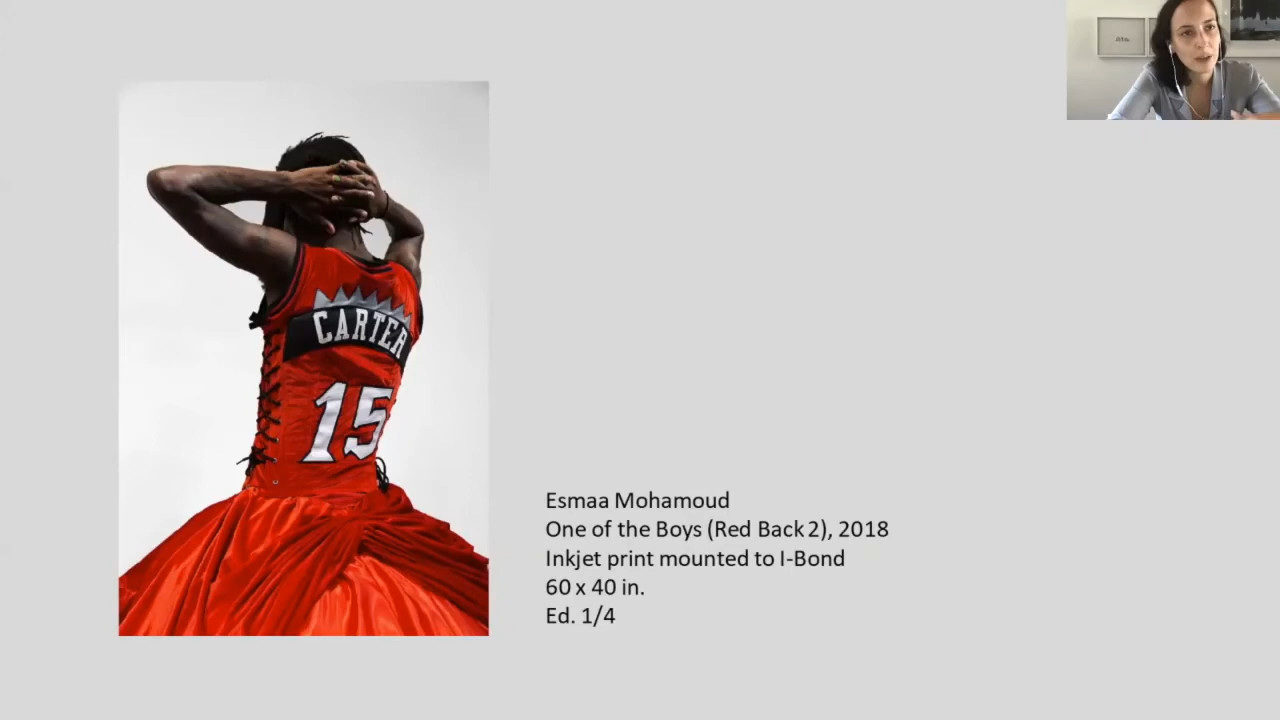 CARTER
15
Esmaa Mohamoud
One of the Boys (Red Back 2), 2018
Inkjet print mounted to I-Bond
60 x 40 in.
Ed. 1/4